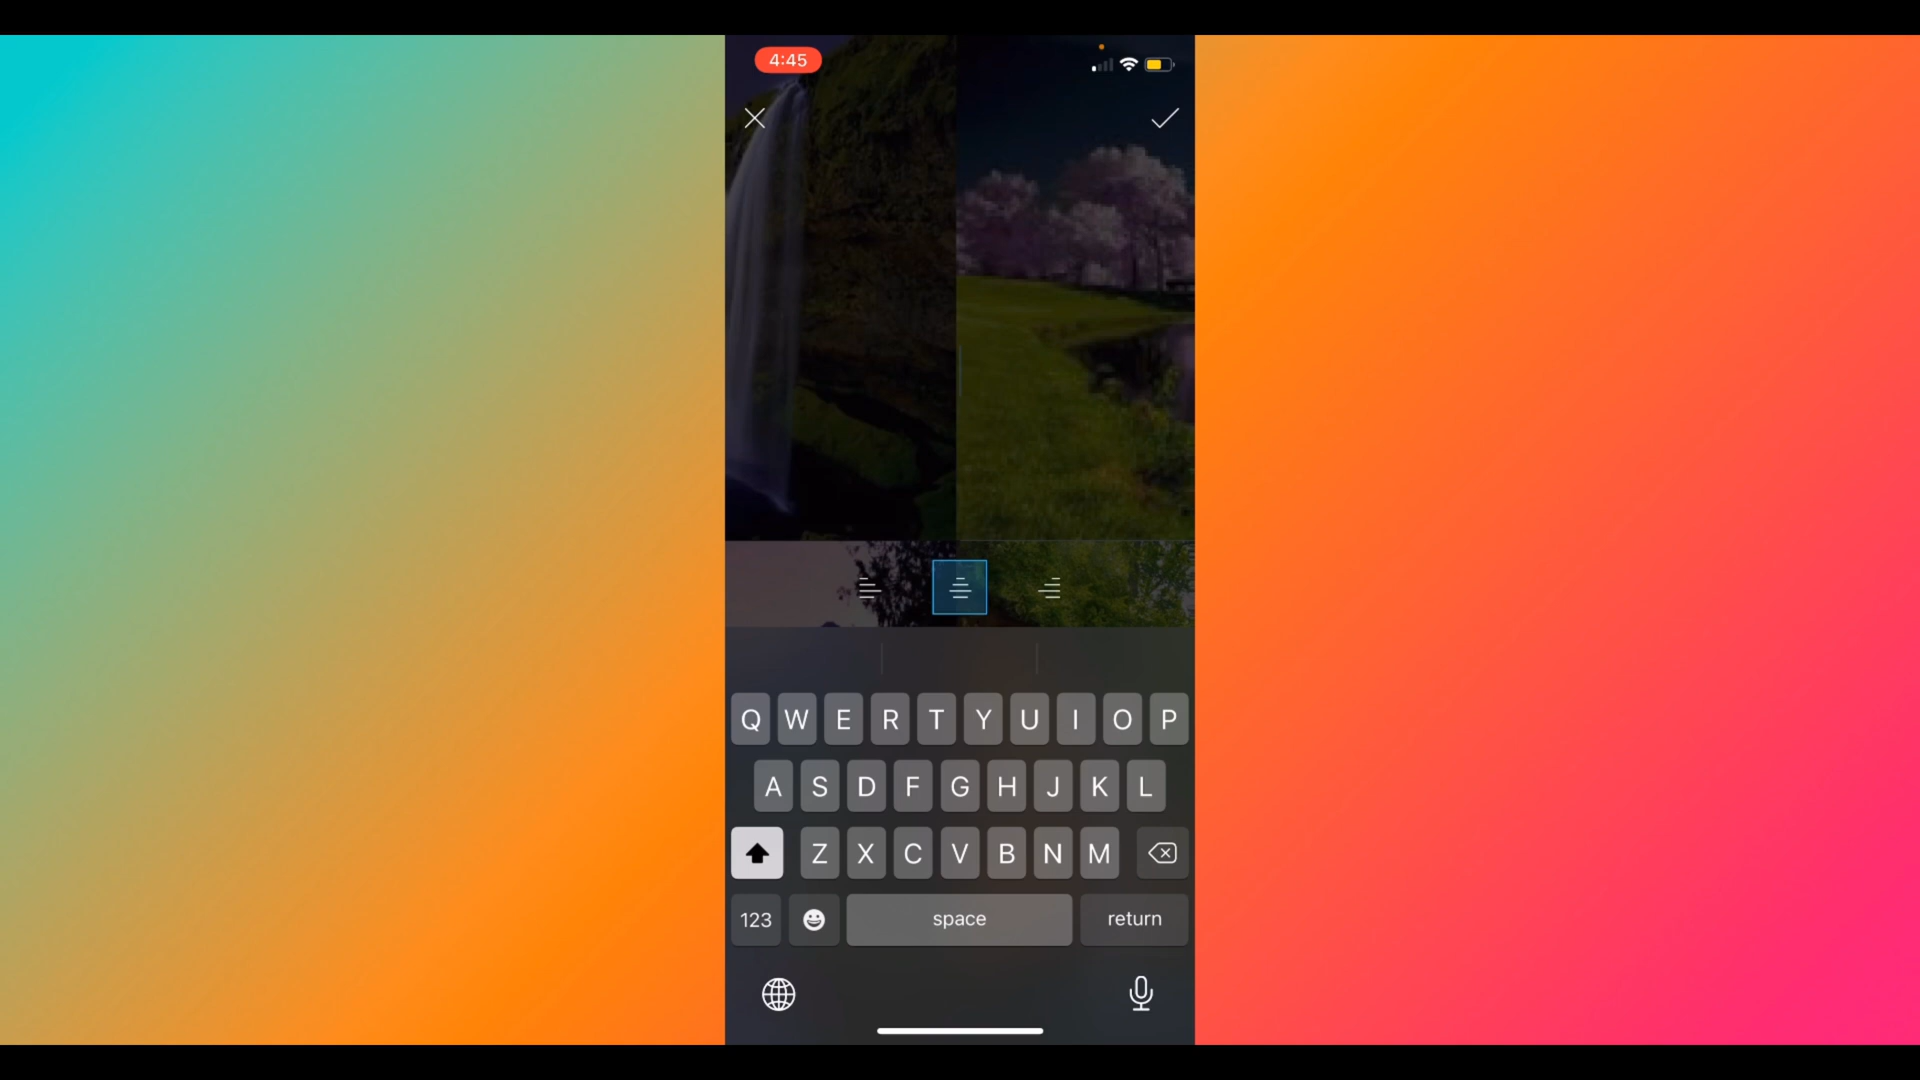 4:45
Q W E R T Y U I O P
A S D F G H J K L
Z X C V B N M
123 space return